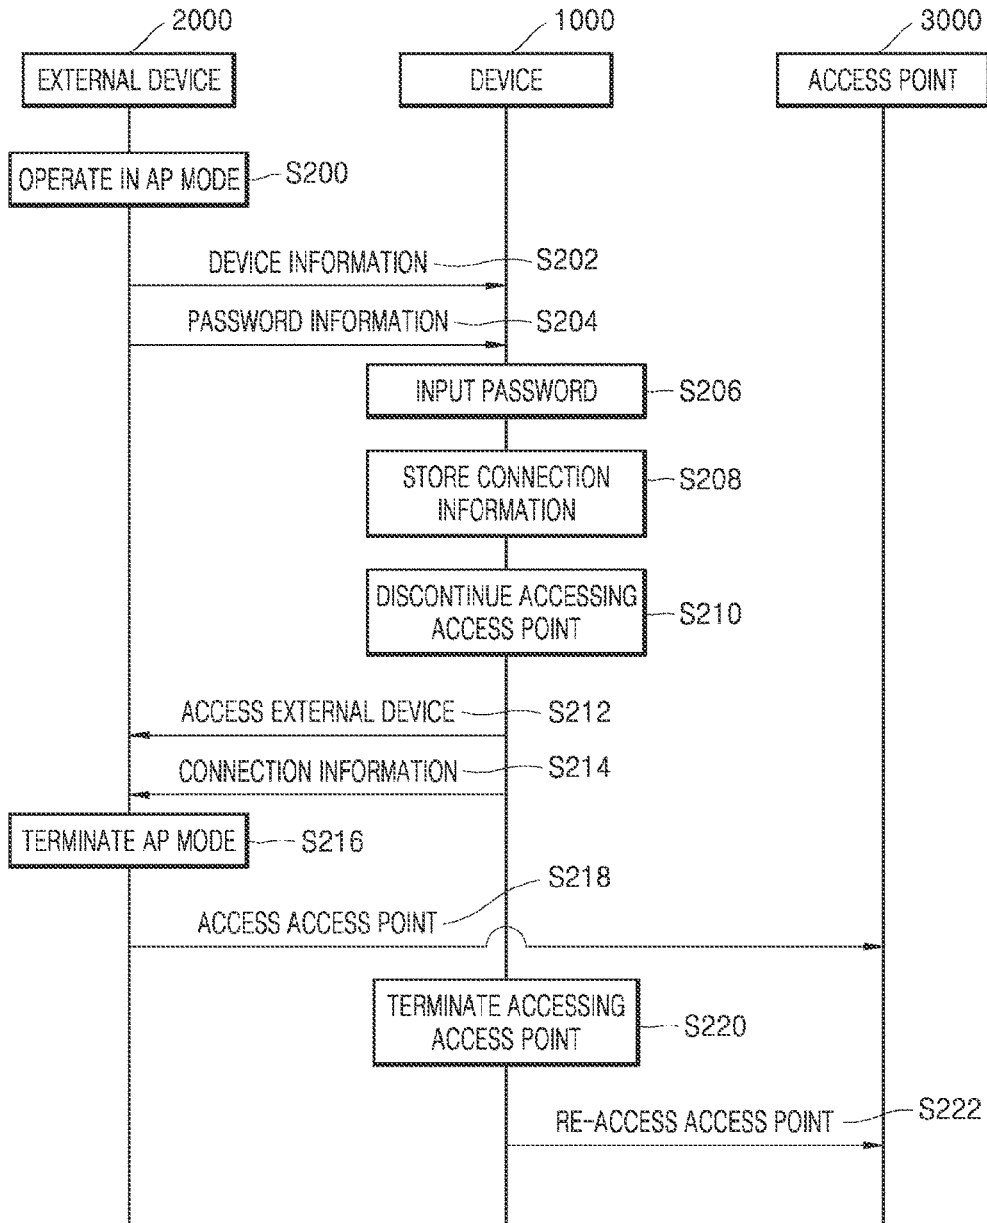 2000
1000
3000
EXTERNAL DEVICE
DEVICE
ACCESS POINT
OPERATE IN AP MODE
S200
DEVICE INFORMATION
S202
PASSWORD INFORMATION
S204
INPUT PASSWORD
S206
STORE CONNECTION
INFORMATION
S208
DISCONTINUE ACCESSING
ACCESS POINT
S210
ACCESS EXTERNAL DEVICE
S212
CONNECTION INFORMATION
S214
TERMINATE AP MODE
S216
S218
ACCESS ACCESS POINT
TERMINATE ACCESSING
ACCESS POINT
S220
RE-ACCESS ACCESS POINT
S222